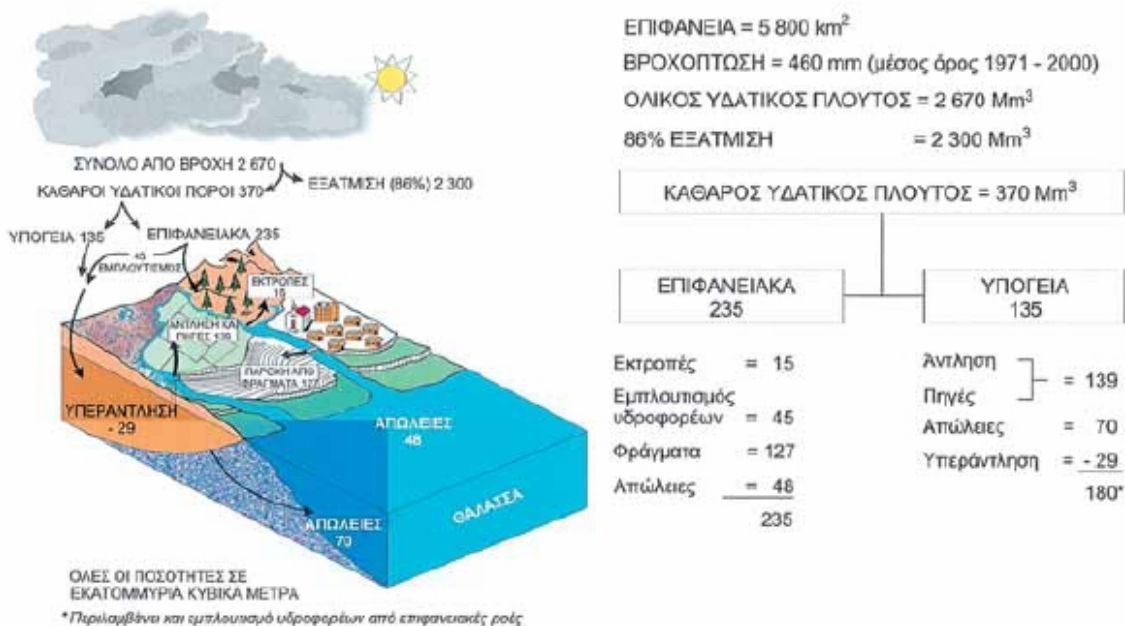 ΣΥΝΟΛΟ ΑΠΟ ΒΡΟΧΗ 2 670
ΕΞΑΤΜΙΣΗ (86%) 2 300
ΚΑΘΑΡΟΙ ΥΔΑΤΙΚΟΙ ΠΟΡΟΙ 370
ΥΠΟΓΕΙΑ 135
ΕΠΙΦΑΝΕΙΑΚΑ 235
45
ΕΜΠΛΟΥΤΙΣΜΟΣ
ΕΚΤΡΟΠΕΣ
15
ΑΝΤΛΗΣΗ ΚΑΙ
ΠΗΓΕΣ 139
ΠΑΡΟΧΗ ΑΠΟ
ΦΡΑΓΜΑΤΑ 127
ΥΠΕΡΑΝΤΛΗΣΗ
- 29
ΑΠΩΛΕΙΕΣ
48
ΘΑΛΑΣΣΑ
ΑΠΩΛΕΙΕΣ
70
ΟΛΕΣ ΟΙ ΠΟΣΟΤΗΤΕΣ ΣΕ
ΕΚΑΤΟΜΜΥΡΙΑ ΚΥΒΙΚΑ ΜΕΤΡΑ
*Περιλαμβάνει και εμπλουτισμό υδροφορέων από επιφανειακές ροές
ΕΠΙΦΑΝΕΙΑ = 5 800 km²
ΒΡΟΧΟΠΤΩΣΗ = 460 mm (μέσος όρος 1971 - 2000)
ΟΛΙΚΟΣ ΥΔΑΤΙΚΟΣ ΠΛΟΥΤΟΣ = 2 670 Mm³
86% ΕΞΑΤΜΙΣΗ = 2 300 Mm³
ΚΑΘΑΡΟΣ ΥΔΑΤΙΚΟΣ ΠΛΟΥΤΟΣ = 370 Mm³
ΕΠΙΦΑΝΕΙΑΚΑ
235
ΥΠΟΓΕΙΑ
135
Εκτροπές = 15
Εμπλουτισμός
υδροφορέων = 45
Φράγματα = 127
Απώλειες = 48
235
Άντληση
Πηγές
= 139
Απώλειες = 70
Υπεράντληση = - 29
180*